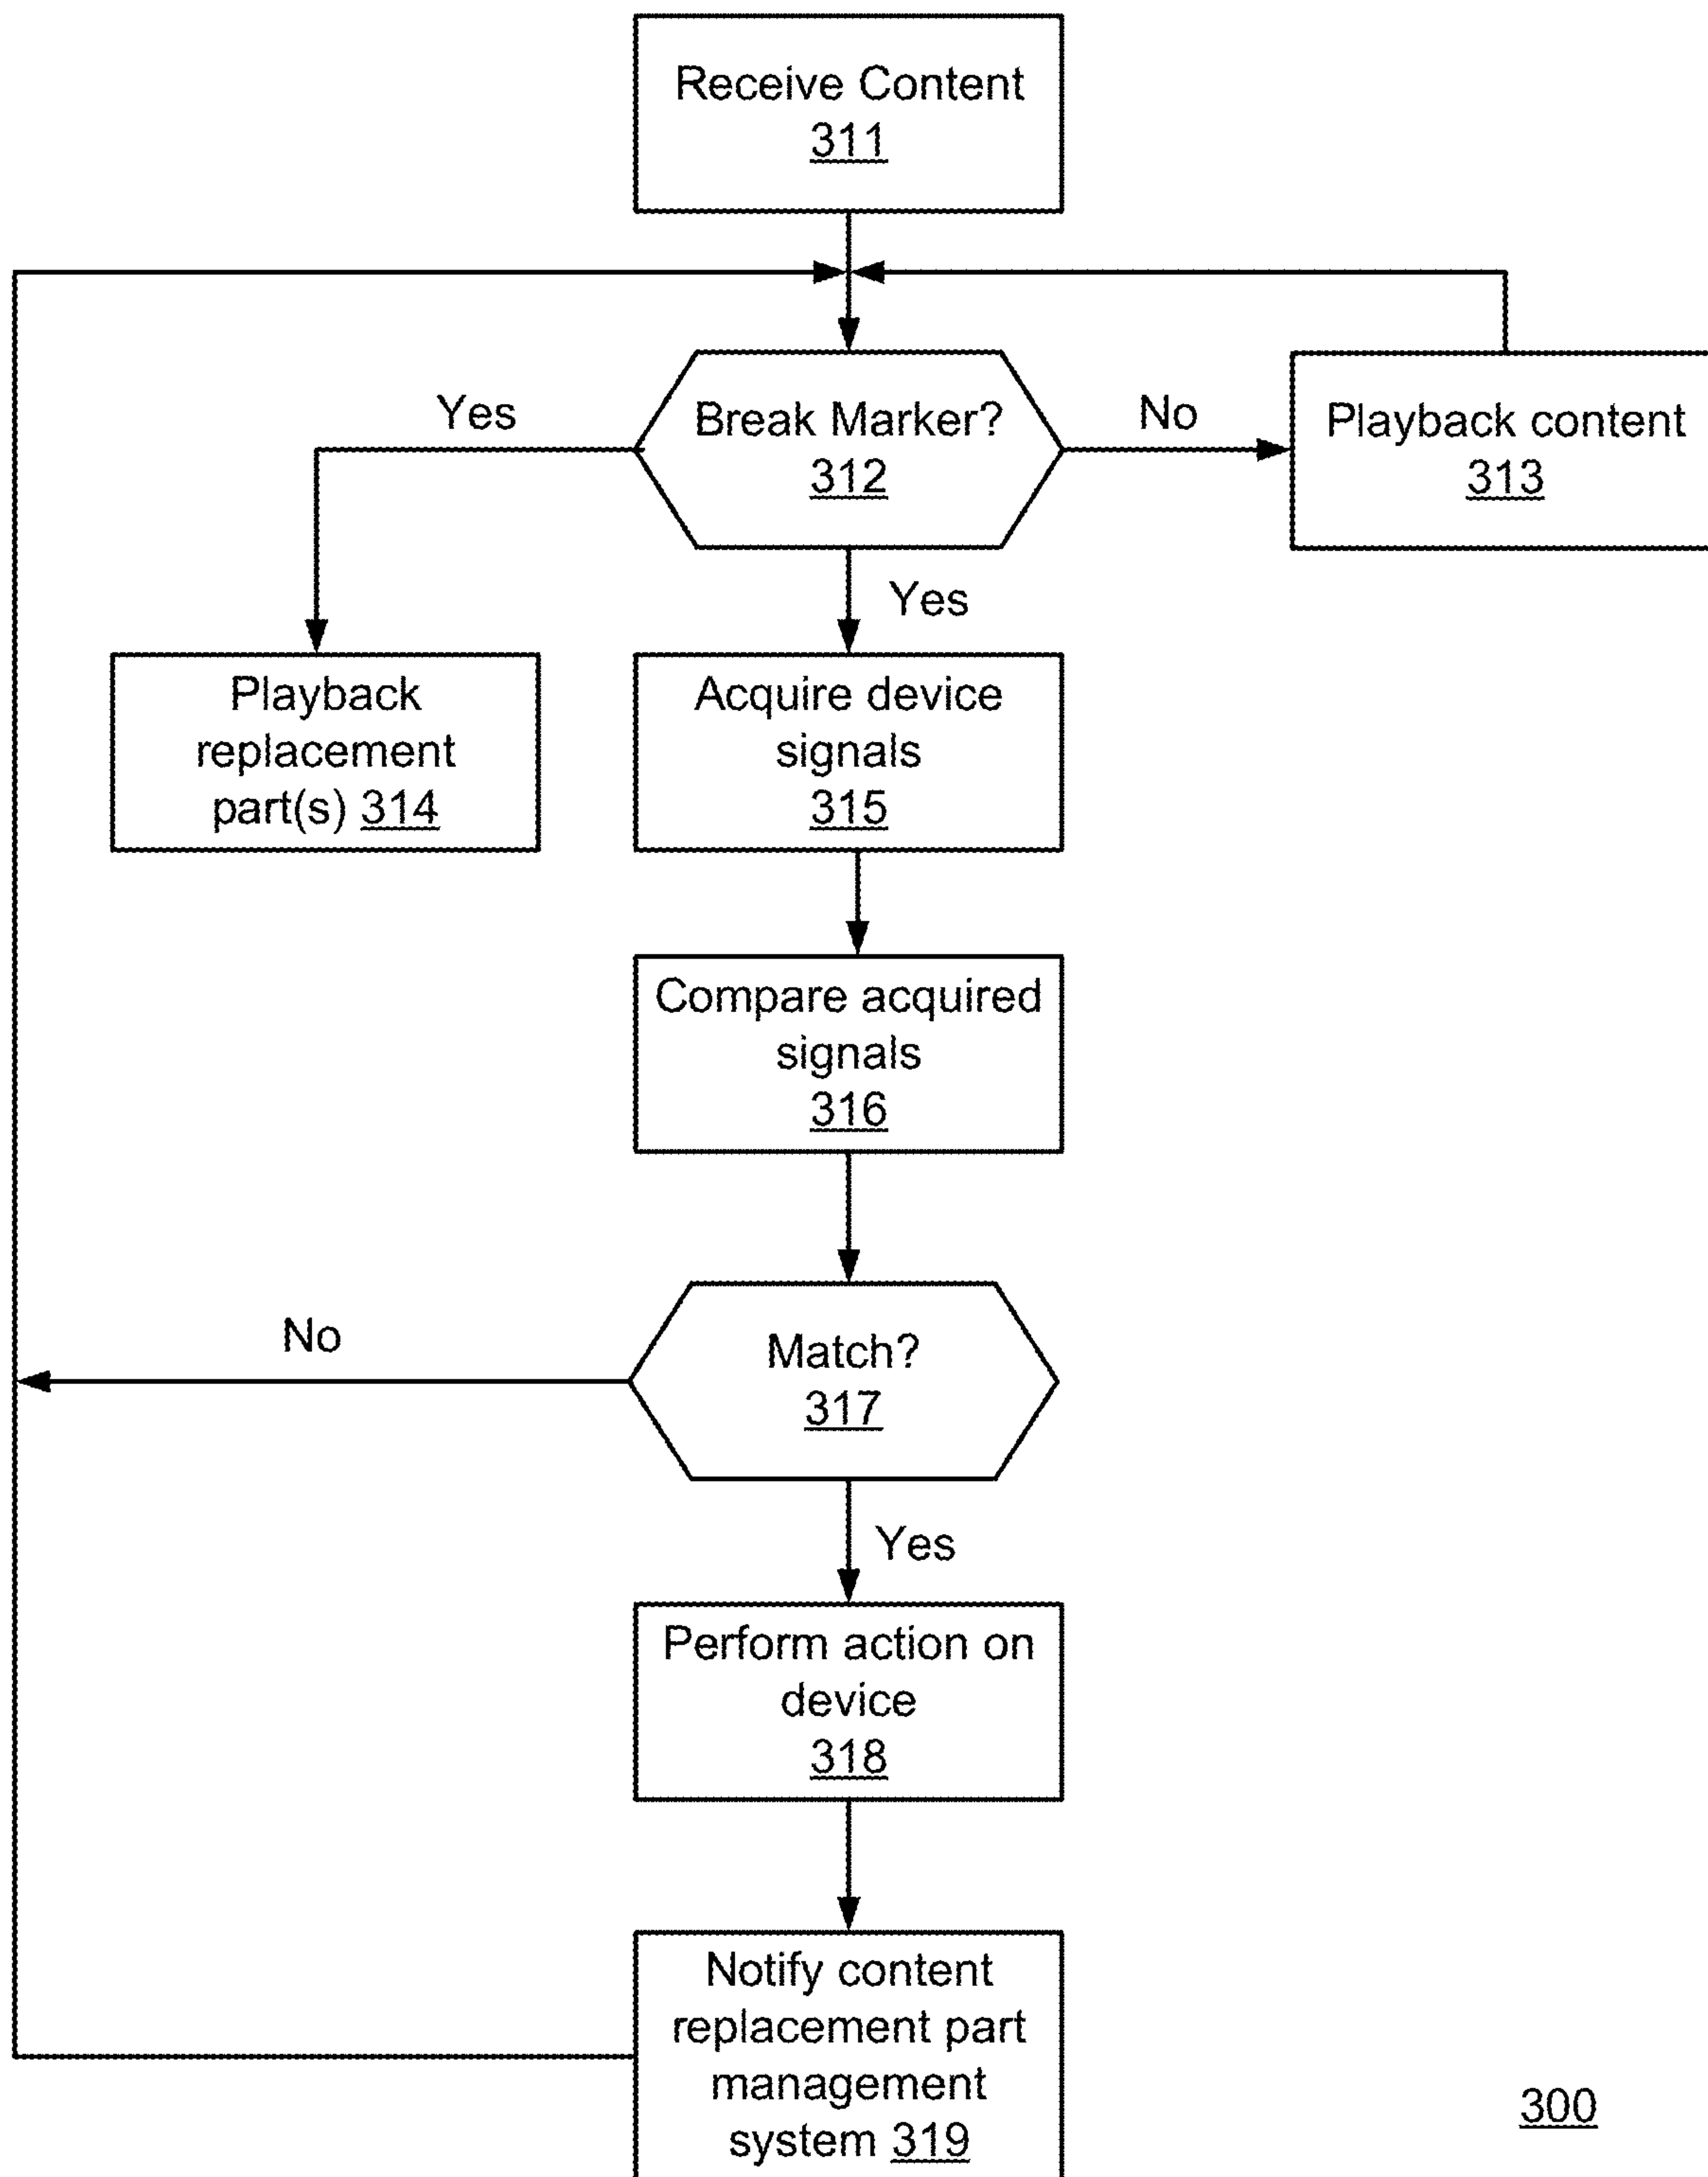 Receive Content
311
Yes
Break Marker?
312
No
Playback content
313
Yes
Playback
replacement
part(s) 314
Acquire device
signals
315
Compare acquired
signals
316
No
Match?
317
Yes
Perform action on
device
318
Notify content
replacement part
management
system 319
300